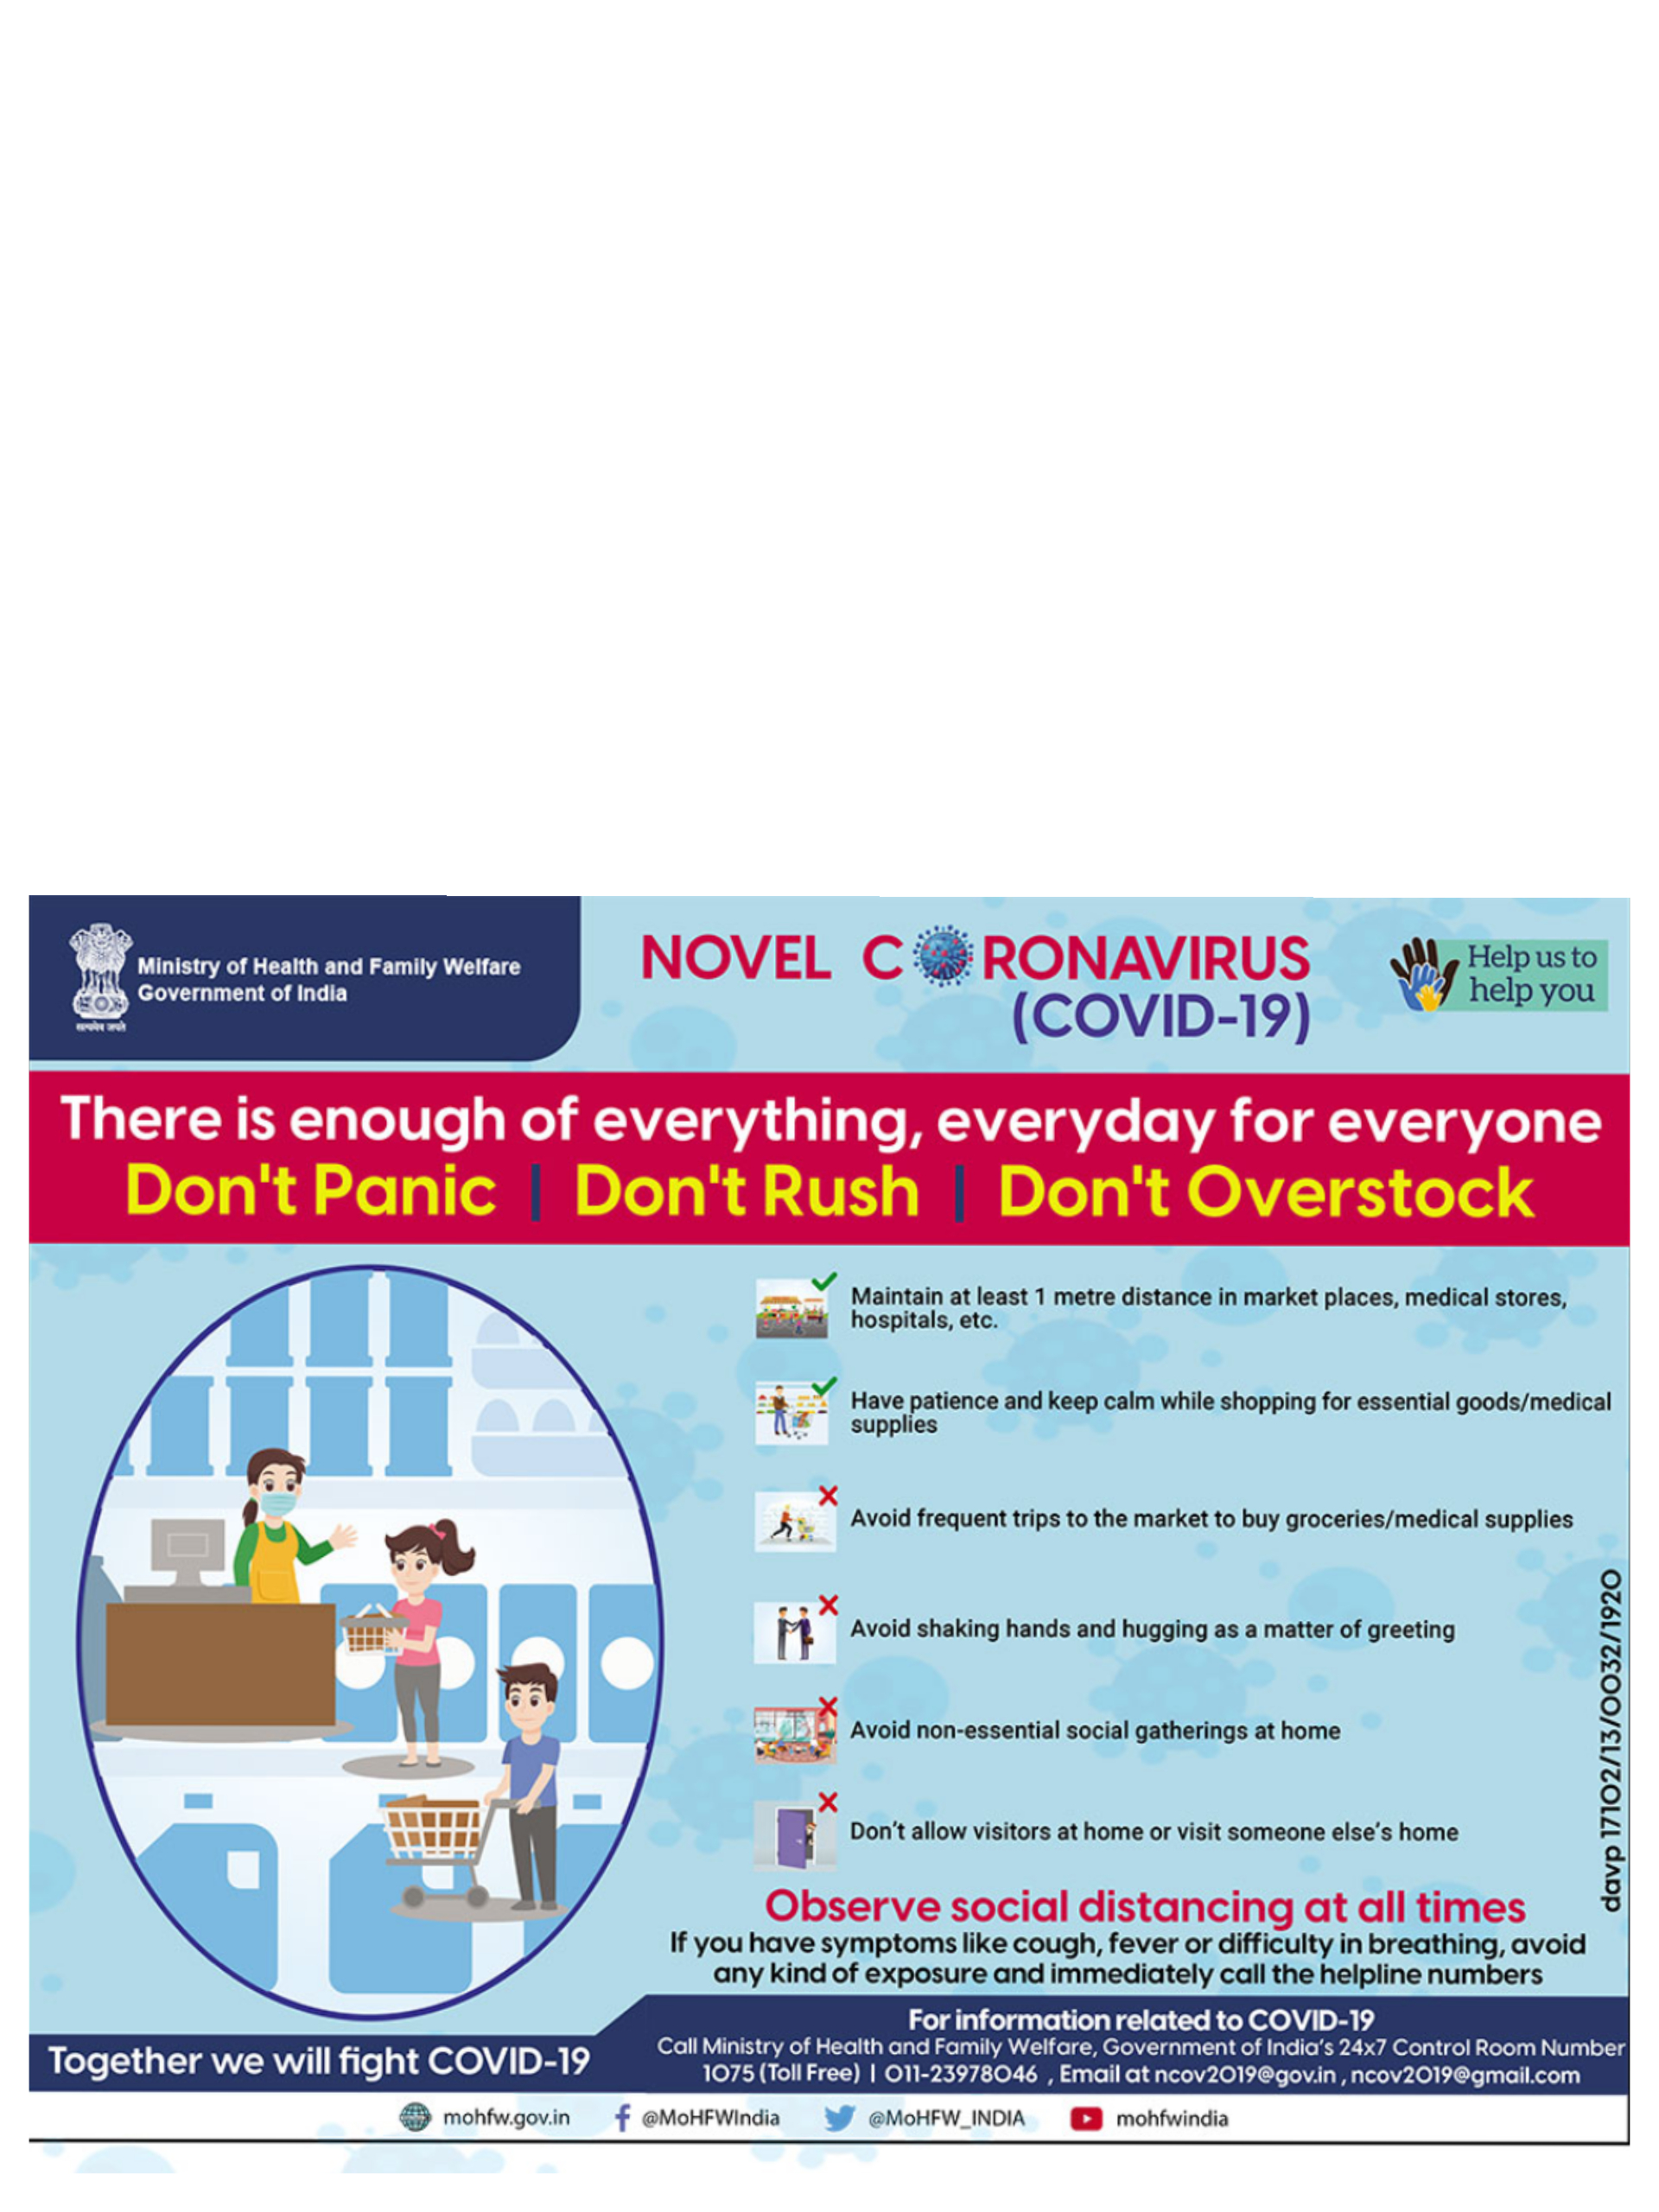 Ministry of Health and Family Welfare
Government of India
सत्यमेव जयते
NOVEL CORONAVIRUS
(COVID-19)
Help us to
help you
There is enough of everything, everyday for everyone
Don't Panic | Don't Rush | Don't Overstock
Maintain at least 1 metre distance in market places, medical stores,
hospitals, etc.
Have patience and keep calm while shopping for essential goods/medical
supplies
Avoid frequent trips to the market to buy groceries/medical supplies
Avoid shaking hands and hugging as a matter of greeting
Avoid non-essential social gatherings at home
Don't allow visitors at home or visit someone else's home
davp 17102/13/0032/1920
Observe social distancing at all times
If you have symptoms like cough, fever or difficulty in breathing, avoid
any kind of exposure and immediately call the helpline numbers
Together we will fight COVID-19
For information related to COVID-19
Call Ministry of Health and Family Welfare, Government of India's 24x7 Control Room Number
1075 (Toll Free) | 011-23978046 , Email at ncov2019@gov.in , ncov2019@gmail.com
mohfw.gov.in @MoHFWIndia @MoHFW_INDIA mohfwindia